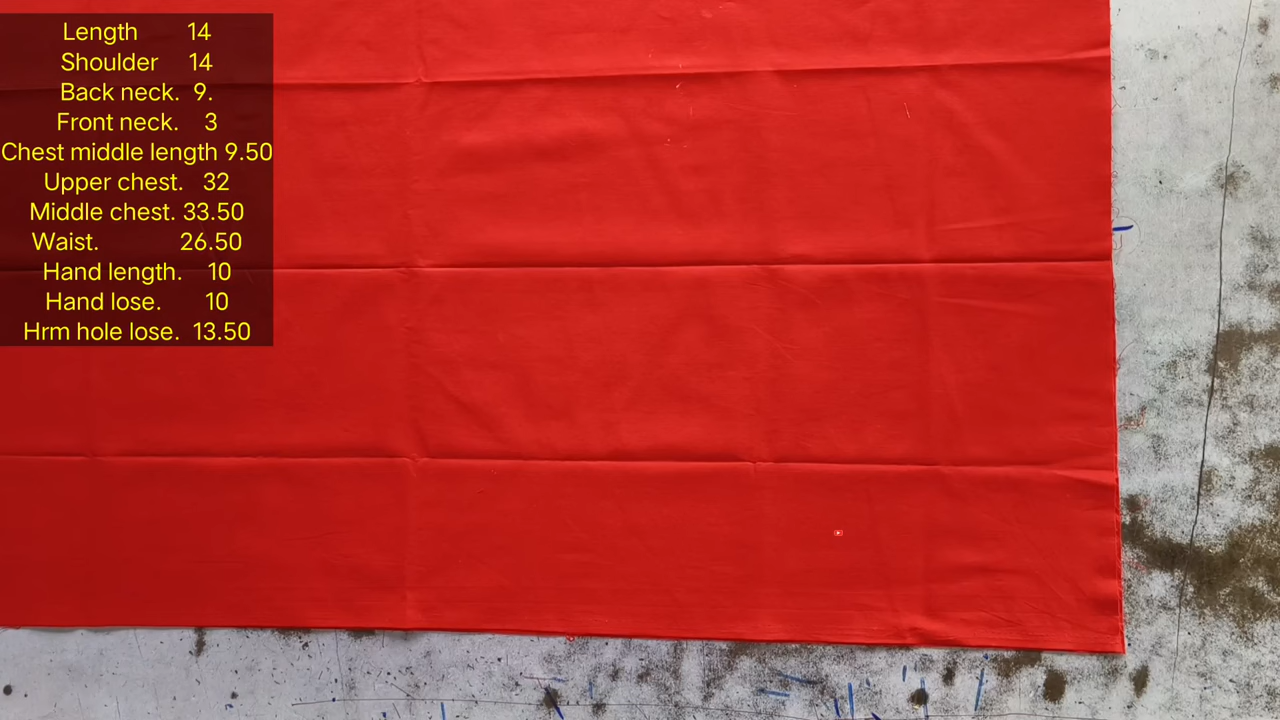 Length 14
Shoulder 14
Back neck. 9.
Front neck. 3
Chest middle length 9.50
Upper chest. 32
Middle chest. 33.50
Waist. 26.50
Hand length. 10
Hand lose. 10
Hrm hole lose. 13.50